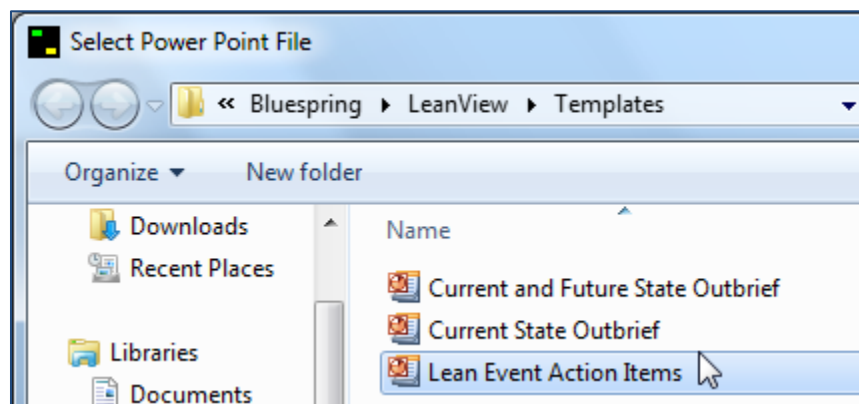 Select Power Point File
« Bluespring ▸ LeanView ▸ Templates
Organize New folder
Downloads
Recent Places
Libraries
Documents
Name
Current and Future State Outbrief
Current State Outbrief
Lean Event Action Items